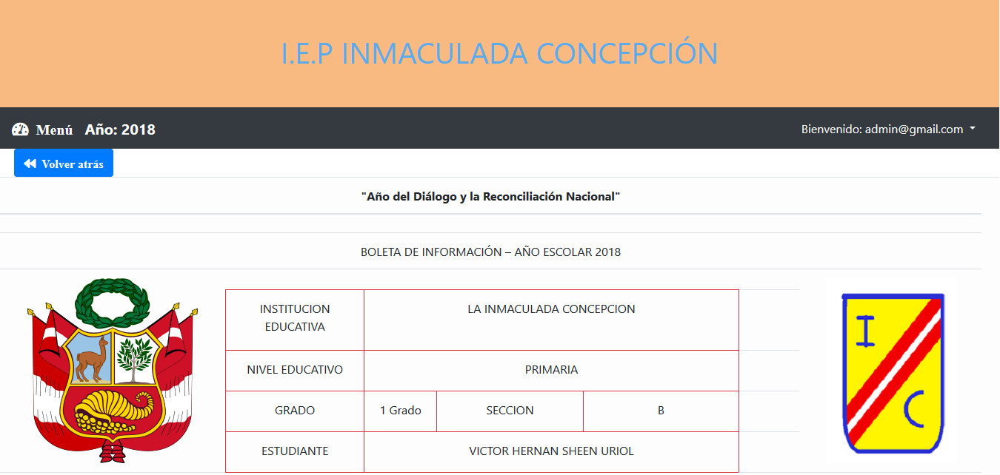 I.E.P INMACULADA CONCEPCIÓN
Menú Año: 2018 Bienvenido: admin@gmail.com
Volver atrás
"Año del Diálogo y la Reconciliación Nacional"
BOLETA DE INFORMACIÓN – AÑO ESCOLAR 2018
INSTITUCION
EDUCATIVA
LA INMACULADA CONCEPCION
NIVEL EDUCATIVO PRIMARIA
GRADO 1 Grado SECCION B
ESTUDIANTE VICTOR HERNAN SHEEN URIOL
I
C